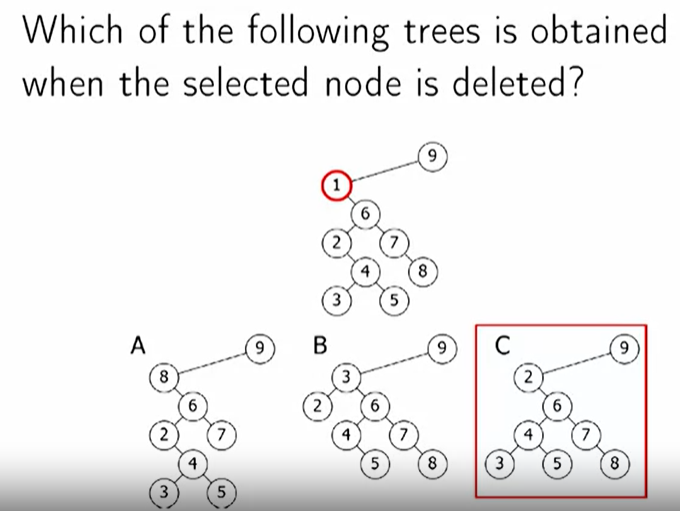 Which of the following trees is obtained
when the selected node is deleted?
9
1
6
2 7
4 8
3 5
A 9 B 9 C 9
8 3 2
6 2 6 6
2 7 4 7 4 7
4 5 8 3 5 8
3 5